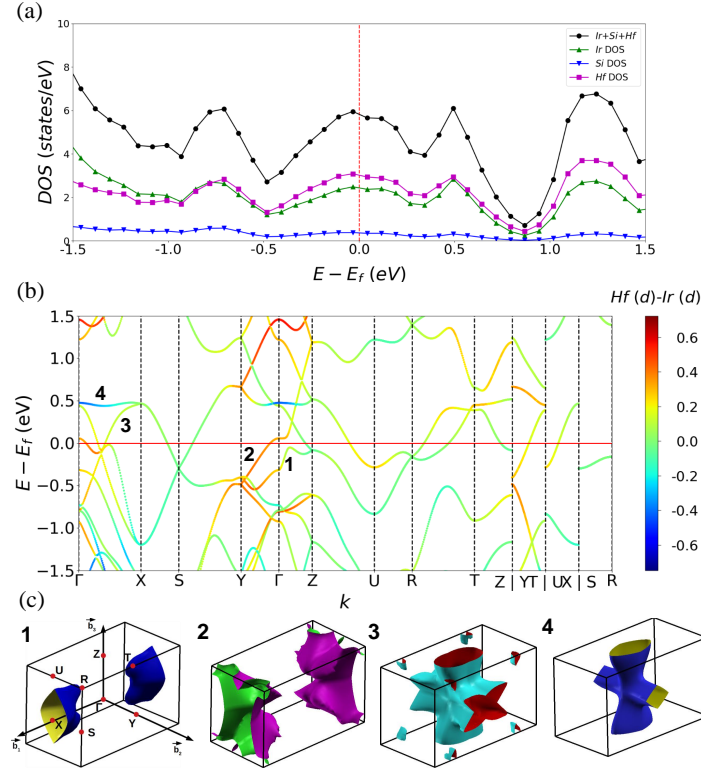 (a)
10
8
6
4
2
0
DOS (states/eV)
Ir+Si+Hf
Ir DOS
Si DOS
Hf DOS
-1.5 -1.0 -0.5 0.0 0.5 1.0 1.5
E − E_f (eV)
(b)
Hf (d)-Ir (d)
1.5
1.0
0.5
0.0
−0.5
−1.0
−1.5
E − E_f (eV)
4
3
2
1
0.6
0.4
0.2
0.0
−0.2
−0.4
−0.6
Γ X S Y Γ Z U R T Z | YT | UX | S R
k
(c)
1
U
R
X
S
Z
Γ
T
Y
b₃
b₁
b₂
2
3
4